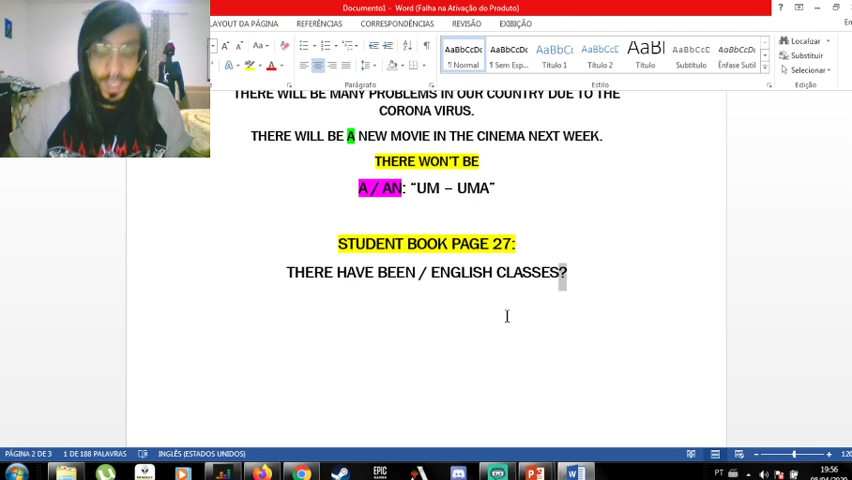 Documento1 - Word (Falha na Ativação do Produto)
LAYOUT DA PÁGINA REFERÊNCIAS CORRESPONDÊNCIAS REVISÃO EXIBIÇÃO
AaBbCcDc AaBbCcDc AaBbCc AaBbCcD AaBl AaBbCcD AaBbCcDc
¶ Normal ¶ Sem Esp... Título 1 Título 2 Título Subtítulo Ênfase Sutil
Localizar
Substituir
Selecionar
Parágrafo Estilo Edição
THERE WILL BE MANY PROBLEMS IN OUR COUNTRY DUE TO THE
CORONA VIRUS.
THERE WILL BE A NEW MOVIE IN THE CINEMA NEXT WEEK.
THERE WON'T BE
A / AN: “UM – UMA”
STUDENT BOOK PAGE 27:
THERE HAVE BEEN / ENGLISH CLASSES?
PÁGINA 2 DE 3 1 DE 188 PALAVRAS INGLÊS (ESTADOS UNIDOS)
EPIC GAMES
PT 19:56